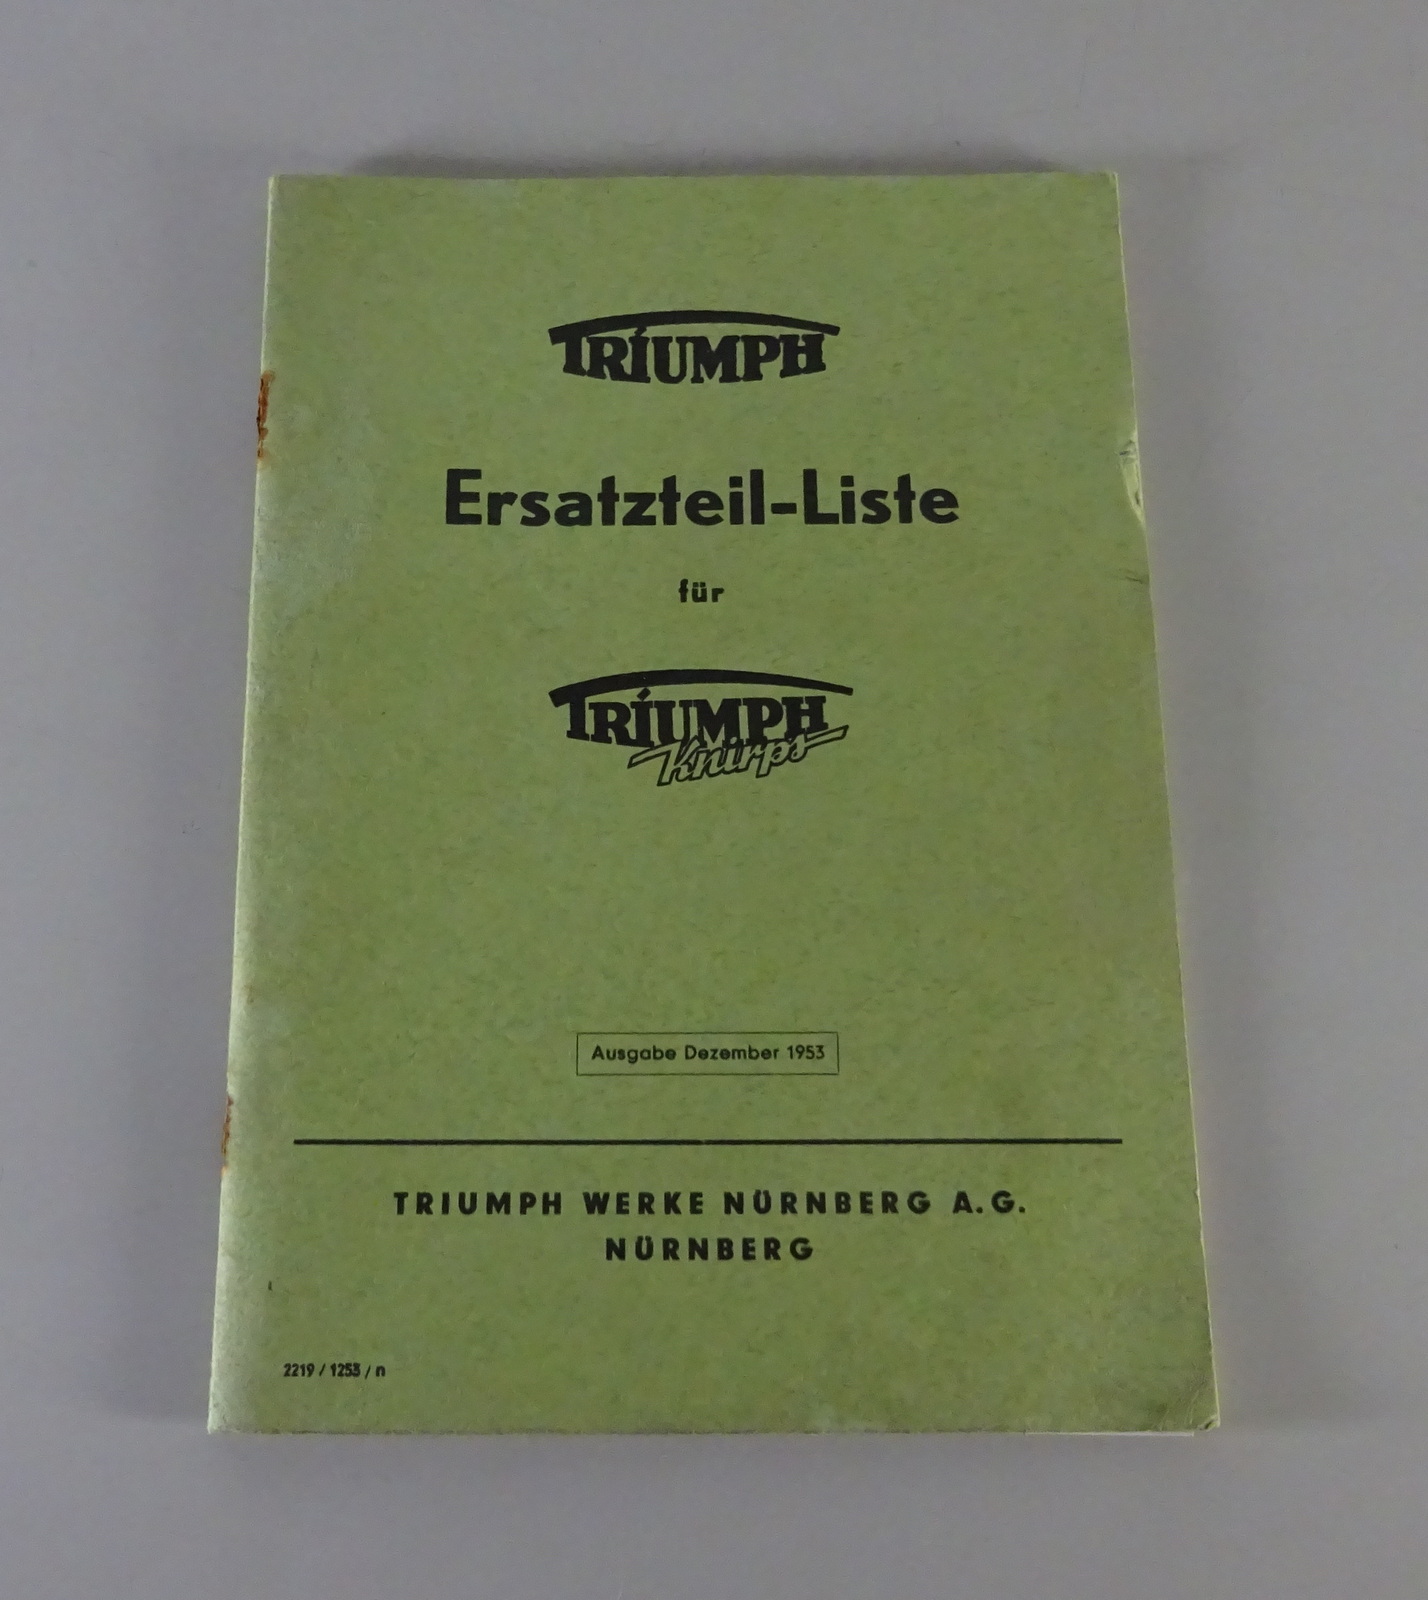 TRIUMPH
Ersatzteil-Liste
für
TRIUMPH
Knirps
Ausgabe Dezember 1953
TRIUMPH WERKE NÜRNBERG A.G.
NÜRNBERG
2219 / 1253 / n